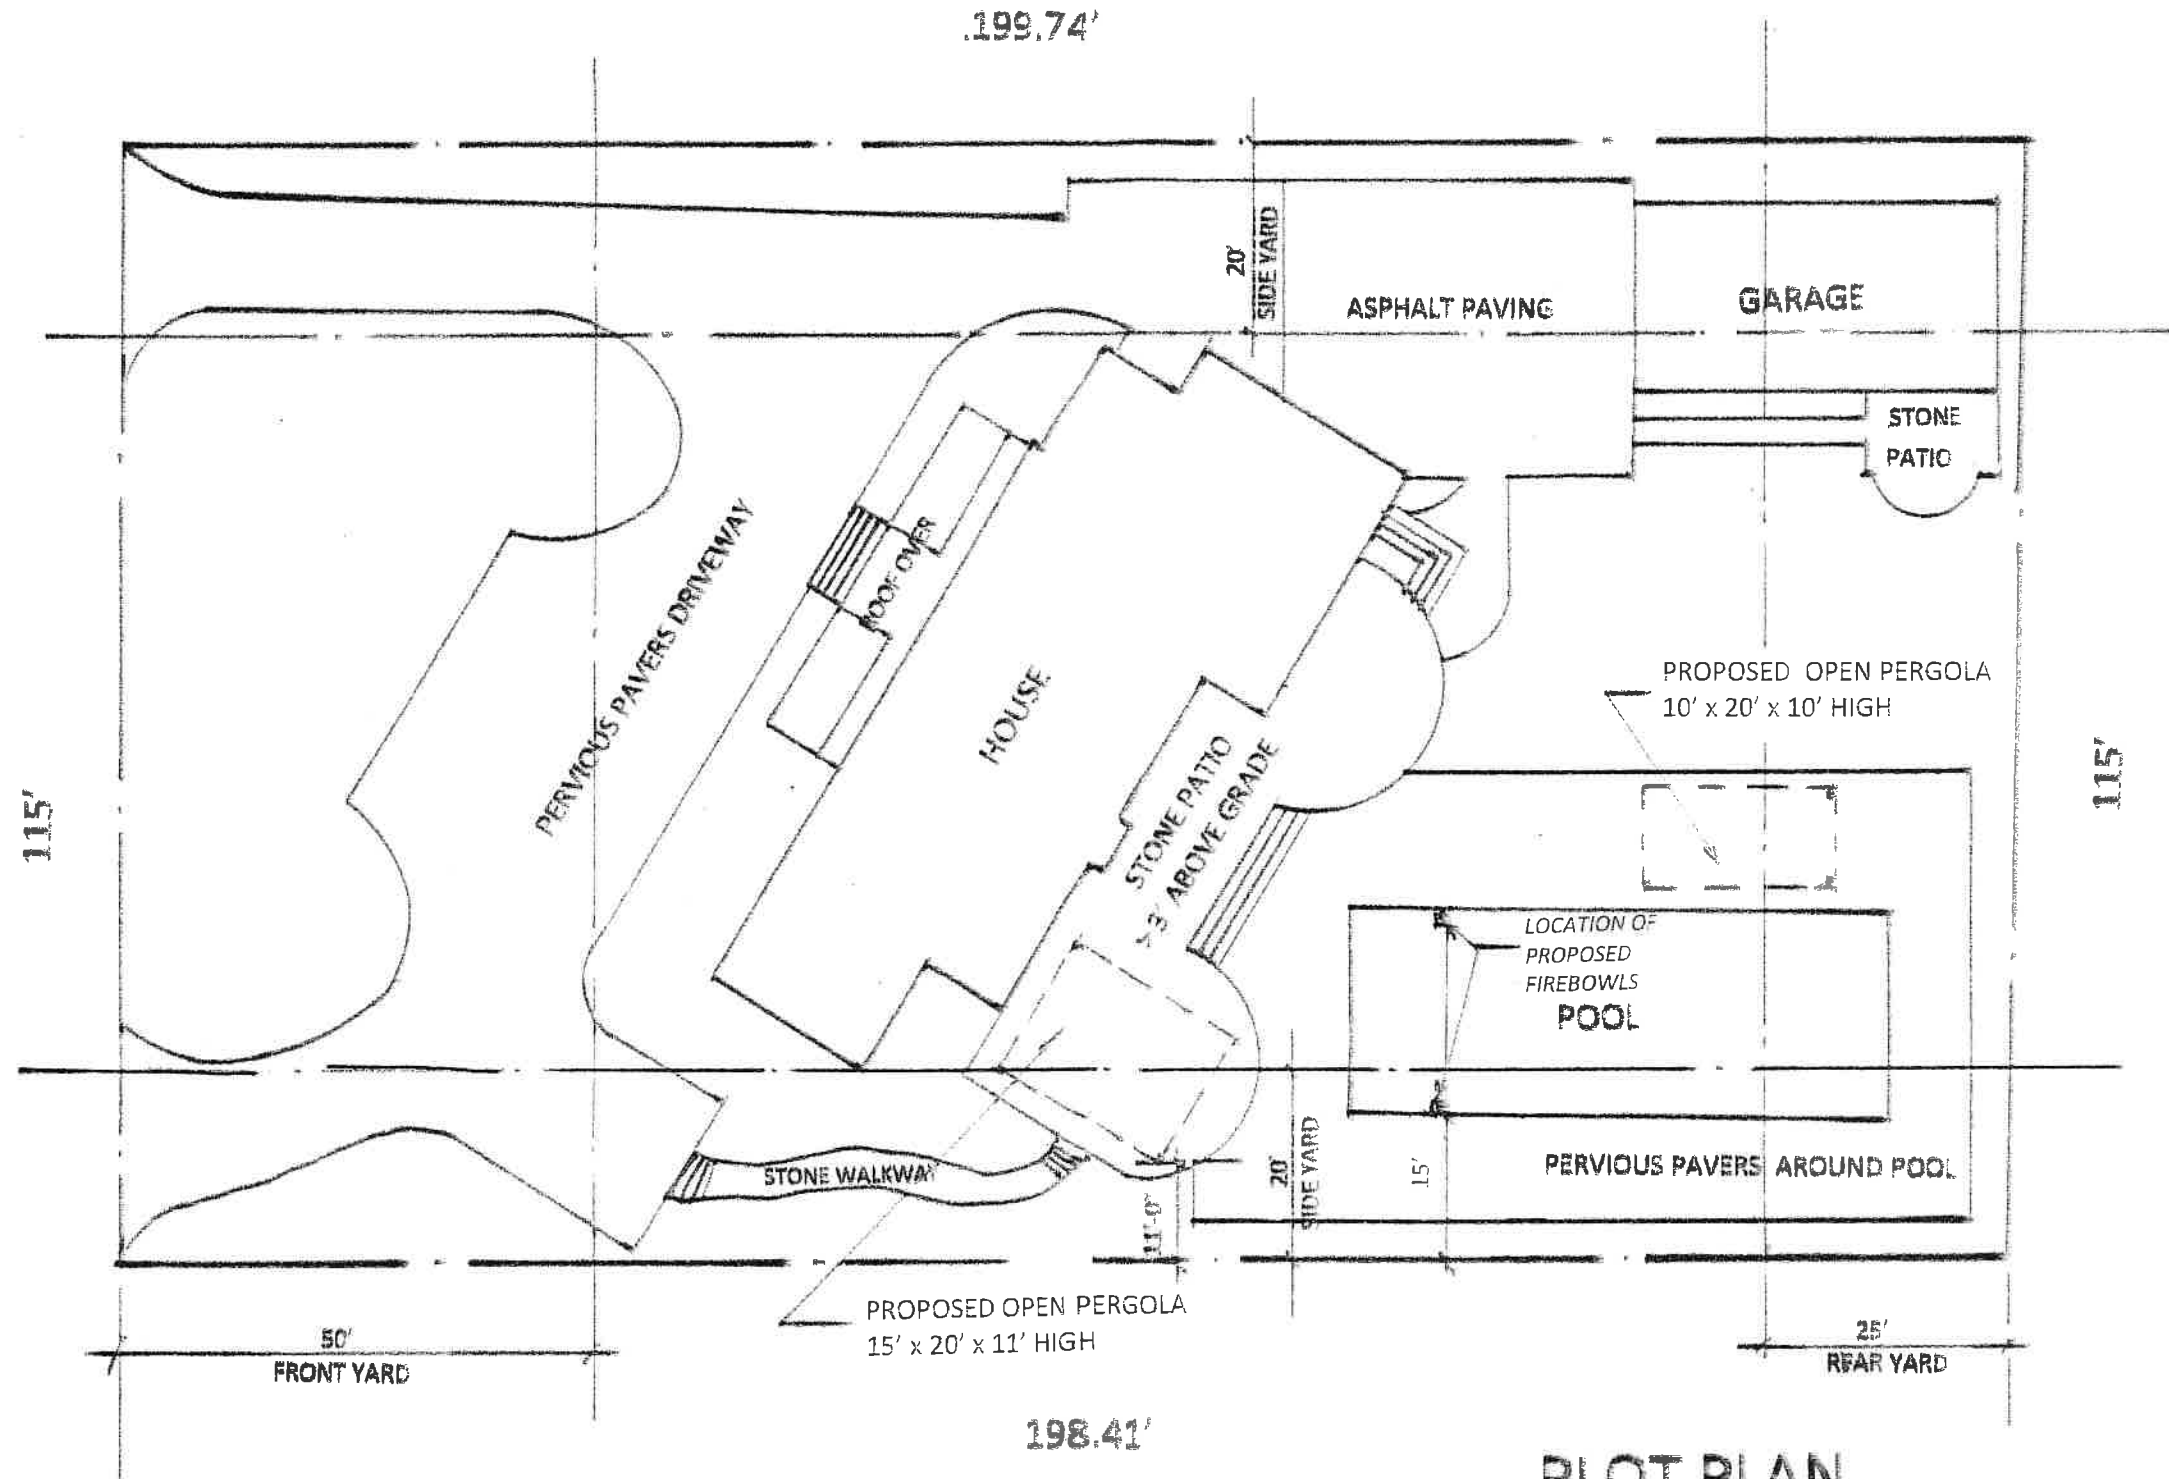 .199.74'
20'
SIDE YARD
ASPHALT PAVING
GARAGE
STONE
PATIO
PERVIOUS PAVERS DRIVEWAY
ROOF OVER
HOUSE
STONE PATIO
> 3' ABOVE GRADE
PROPOSED OPEN PERGOLA
10' x 20' x 10' HIGH
115'
115'
LOCATION OF
PROPOSED
FIREBOWLS
POOL
STONE WALKWAY
11'-0"
20'
SIDE YARD
15'
PERVIOUS PAVERS AROUND POOL
PROPOSED OPEN PERGOLA
15' x 20' x 11' HIGH
50'
FRONT YARD
25'
REAR YARD
198.41'
PLOT PLAN